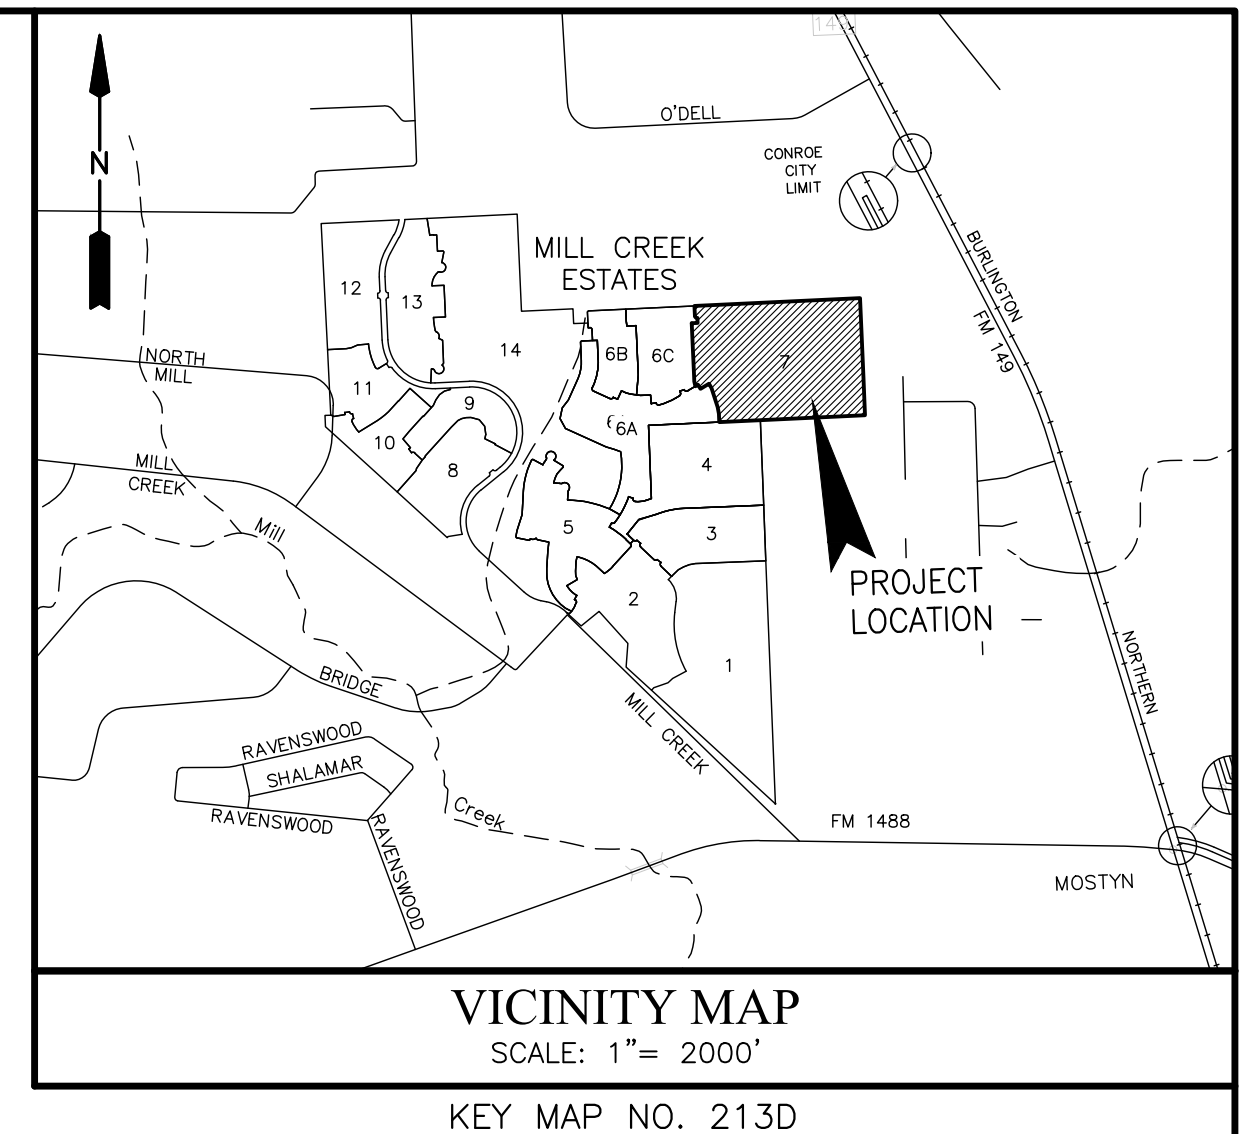 149
N
O'DELL
CONROE
CITY
LIMIT
BURLINGTON
FM 149
MILL CREEK
ESTATES
12
13
14
6B
6C
7
NORTH
MILL
11
9
6A
10
8
4
MILL
CREEK
Mill
5
3
PROJECT
LOCATION
2
1
BRIDGE
NORTHERN
MILL CREEK
RAVENSWOOD
SHALAMAR
RAVENSWOOD
RAVENSWOOD
Creek
FM 1488
MOSTYN
VICINITY MAP
SCALE: 1"= 2000'
KEY MAP NO. 213D